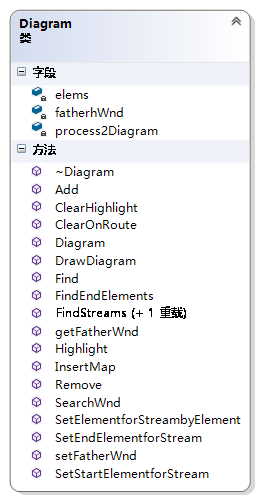 Diagram
类
字段
elems
fatherhWnd
process2Diagram
方法
~Diagram
Add
ClearHighlight
ClearOnRoute
Diagram
DrawDiagram
Find
FindEndElements
FindStreams (+ 1 重载)
getFatherWnd
Highlight
InsertMap
Remove
SearchWnd
SetElementforStreambyElement
SetEndElementforStream
setFatherWnd
SetStartElementforStream